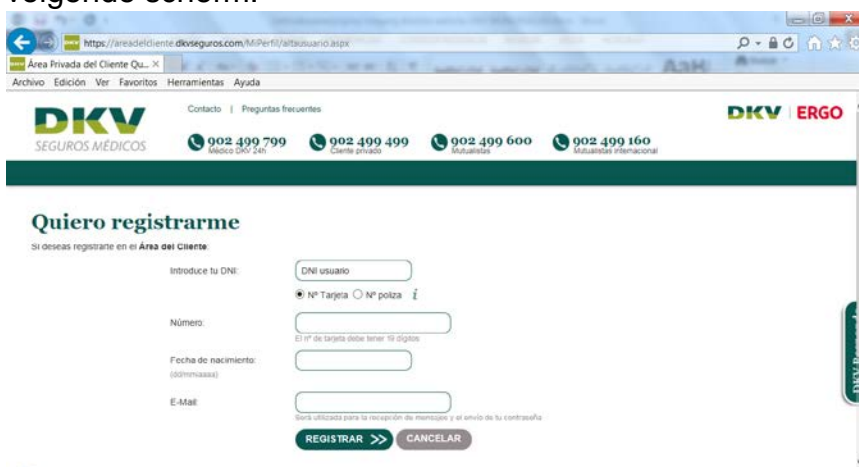 https://areadelcliente.dkvseguros.com/MiPerfil/altausuario.aspx
Área Privada del Cliente Qu...
Archivo Edición Ver Favoritos Herramientas Ayuda
Contacto | Preguntas frecuentes
DKV
SEGUROS MÉDICOS
902 499 799
Médico DKV 24h
902 499 499
Cliente privado
902 499 600
Mutualistas
902 499 160
Mutualistas internacional
DKV ERGO
Quiero registrarme
Si deseas registrarte en el Área del Cliente:
Introduce tu DNI:
DNI usuario
Nº Tarjeta Nº poliza i
Número:
El nº de tarjeta debe tener 19 dígitos
Fecha de nacimiento:
(dd/mm/aaaa)
E-Mail:
Será utilizada para la recepción de mensajes y el envío de tu contraseña
REGISTRAR >>
CANCELAR